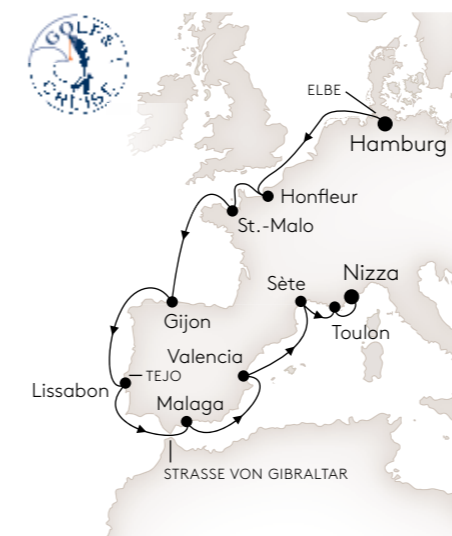 GOLF &
CRUISE
ELBE
Hamburg
Honfleur
St.-Malo
Nizza
Sète
Gijon
Toulon
Valencia
TEJO
Lissabon
Malaga
STRASSE VON GIBRALTAR